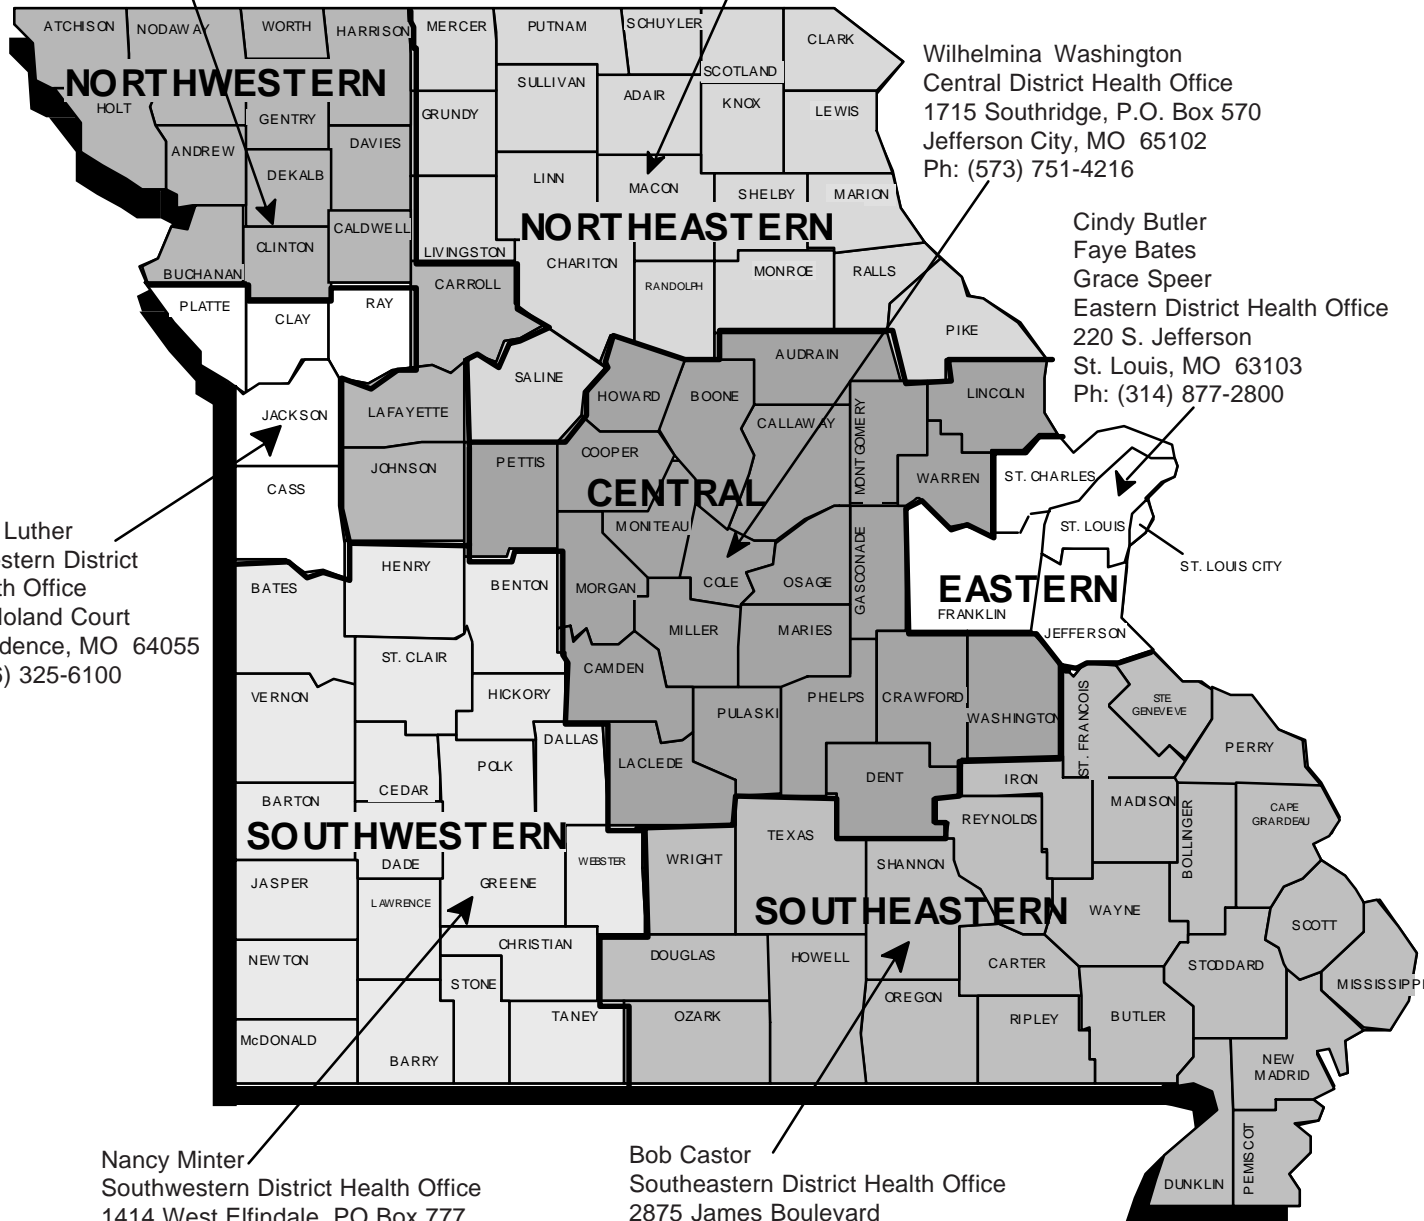 ATCHISON
NODAWAY
WORTH
HARRISON
MERCER
PUTNAM
SCHUYLER
SCOTLAND
CLARK
NORTHWESTERN
HOLT
GENTRY
SULLIVAN
ADAIR
KNOX
LEWIS
GRUNDY
ANDREW
DAVIES
DEKALB
LINN
MACON
SHELBY
MARION
NORTHEASTERN
CALDWELL
CLINTON
LIVINGSTON
CHARITON
BUCHANAN
CARROLL
RANDOLPH
MONROE
RALLS
PLATTE
CLAY
RAY
PIKE
Wilhelmina Washington
Central District Health Office
1715 Southridge, P.O. Box 570
Jefferson City, MO 65102
Ph: (573) 751-4216
Cindy Butler
Faye Bates
Grace Speer
Eastern District Health Office
220 S. Jefferson
St. Louis, MO 63103
Ph: (314) 877-2800
AUDRAIN
SALINE
HOWARD
BOONE
LINCOLN
JACKSON
LAFAYETTE
CALLAWAY
MONTGOMERY
COOPER
JOHNSON
PETTIS
WARREN
ST. CHARLES
CASS
CENTRAL
MONITEAU
ST. LOUIS
ST. LOUIS CITY
Luther
stern District
th Office
oland Court
dence, MO 64055
) 325-6100
HENRY
BENTON
BATES
MORGAN
COLE
OSAGE
GASCONADE
EASTERN
FRANKLIN
JEFFERSON
MILLER
MARIES
ST. CLAIR
CAMDEN
VERNON
HICKORY
PULASKI
PHELPS
CRAWFORD
WASHINGTON
ST. FRANCOIS
STE.
GENEVIEVE
PERRY
DALLAS
POLK
LACLEDE
DENT
IRON
CEDAR
BARTON
MADISON
BOLLINGER
CAPE
GIRARDEAU
SOUTHWESTERN
REYNOLDS
TEXAS
DADE
WEBSTER
WRIGHT
SHANNON
JASPER
GREENE
LAWRENCE
SOUTHEASTERN
WAYNE
SCOTT
CHRISTIAN
NEWTON
DOUGLAS
HOWELL
CARTER
STODDARD
STONE
MISSISSIPPI
OREGON
TANEY
OZARK
RIPLEY
BUTLER
McDONALD
BARRY
NEW
MADRID
PEMISCOT
DUNKLIN
Nancy Minter
Southwestern District Health Office
1414 West Elfindale, PO Box 777
Bob Castor
Southeastern District Health Office
2875 James Boulevard